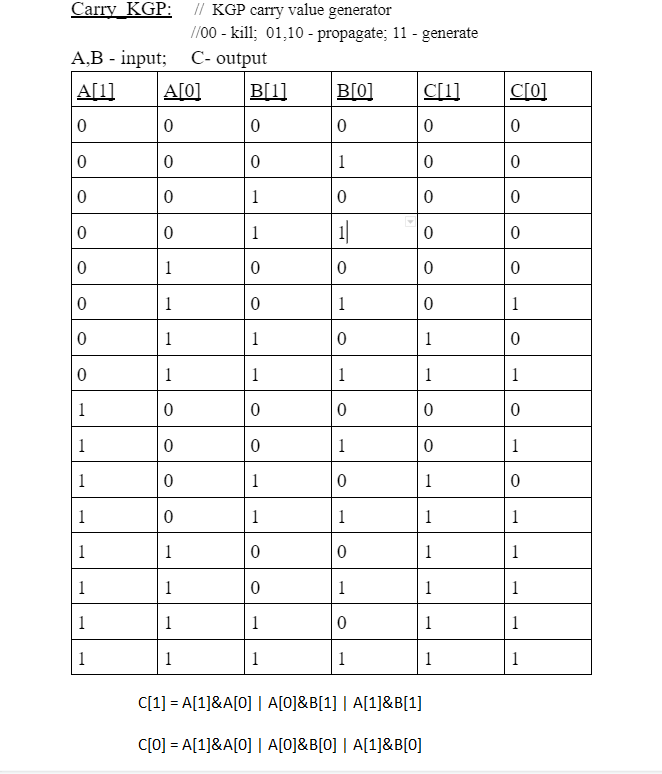 Carry_KGP: // KGP carry value generator
//00 - kill; 01,10 - propagate; 11 - generate
A,B - input; C- output
A[1] A[0] B[1] B[0] C[1] C[0]
0 0 0 0 0 0
0 0 0 1 0 0
0 0 1 0 0 0
0 0 1 1 0 0
0 1 0 0 0 0
0 1 0 1 0 1
0 1 1 0 1 0
0 1 1 1 1 1
1 0 0 0 0 0
1 0 0 1 0 1
1 0 1 0 1 0
1 0 1 1 1 1
1 1 0 0 1 1
1 1 0 1 1 1
1 1 1 0 1 1
1 1 1 1 1 1
C[1] = A[1]&A[0] | A[0]&B[1] | A[1]&B[1]
C[0] = A[1]&A[0] | A[0]&B[0] | A[1]&B[0]